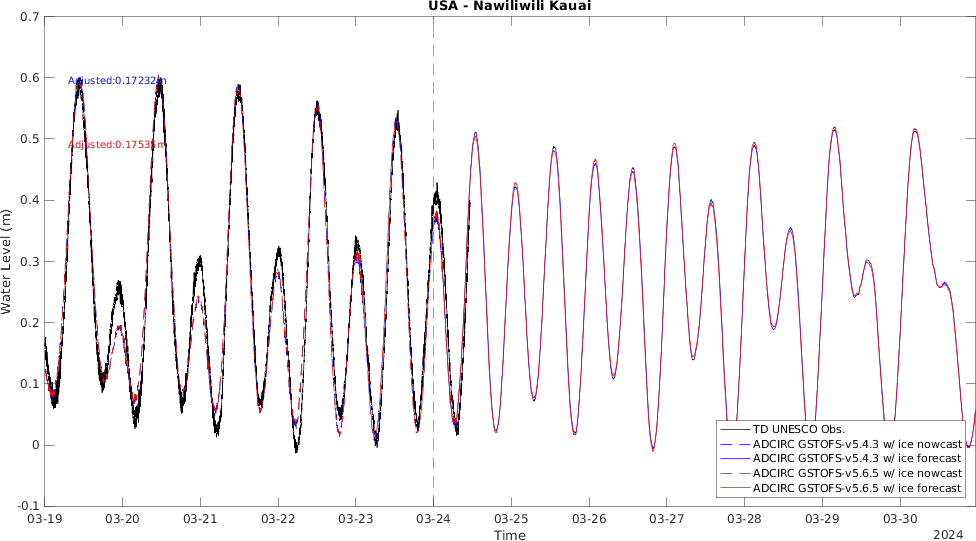 USA - Nawiliwili Kauai
Water Level (m)
0.7
0.6
0.5
0.4
0.3
0.2
0.1
0
-0.1
Adjusted:0.17232m
Adjusted:0.17535m
TD UNESCO Obs.
ADCIRC GSTOFS-v5.4.3 w/ ice nowcast
ADCIRC GSTOFS-v5.4.3 w/ ice forecast
ADCIRC GSTOFS-v5.6.5 w/ ice nowcast
ADCIRC GSTOFS-v5.6.5 w/ ice forecast
03-19 03-20 03-21 03-22 03-23 03-24 03-25 03-26 03-27 03-28 03-29 03-30
Time
2024